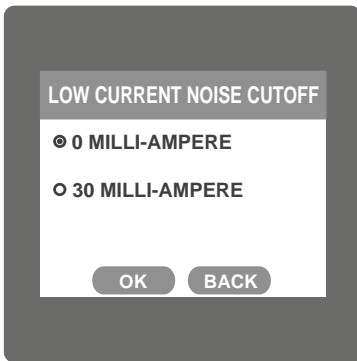 LOW CURRENT NOISE CUTOFF
0 MILLI-AMPERE
30 MILLI-AMPERE
OK BACK